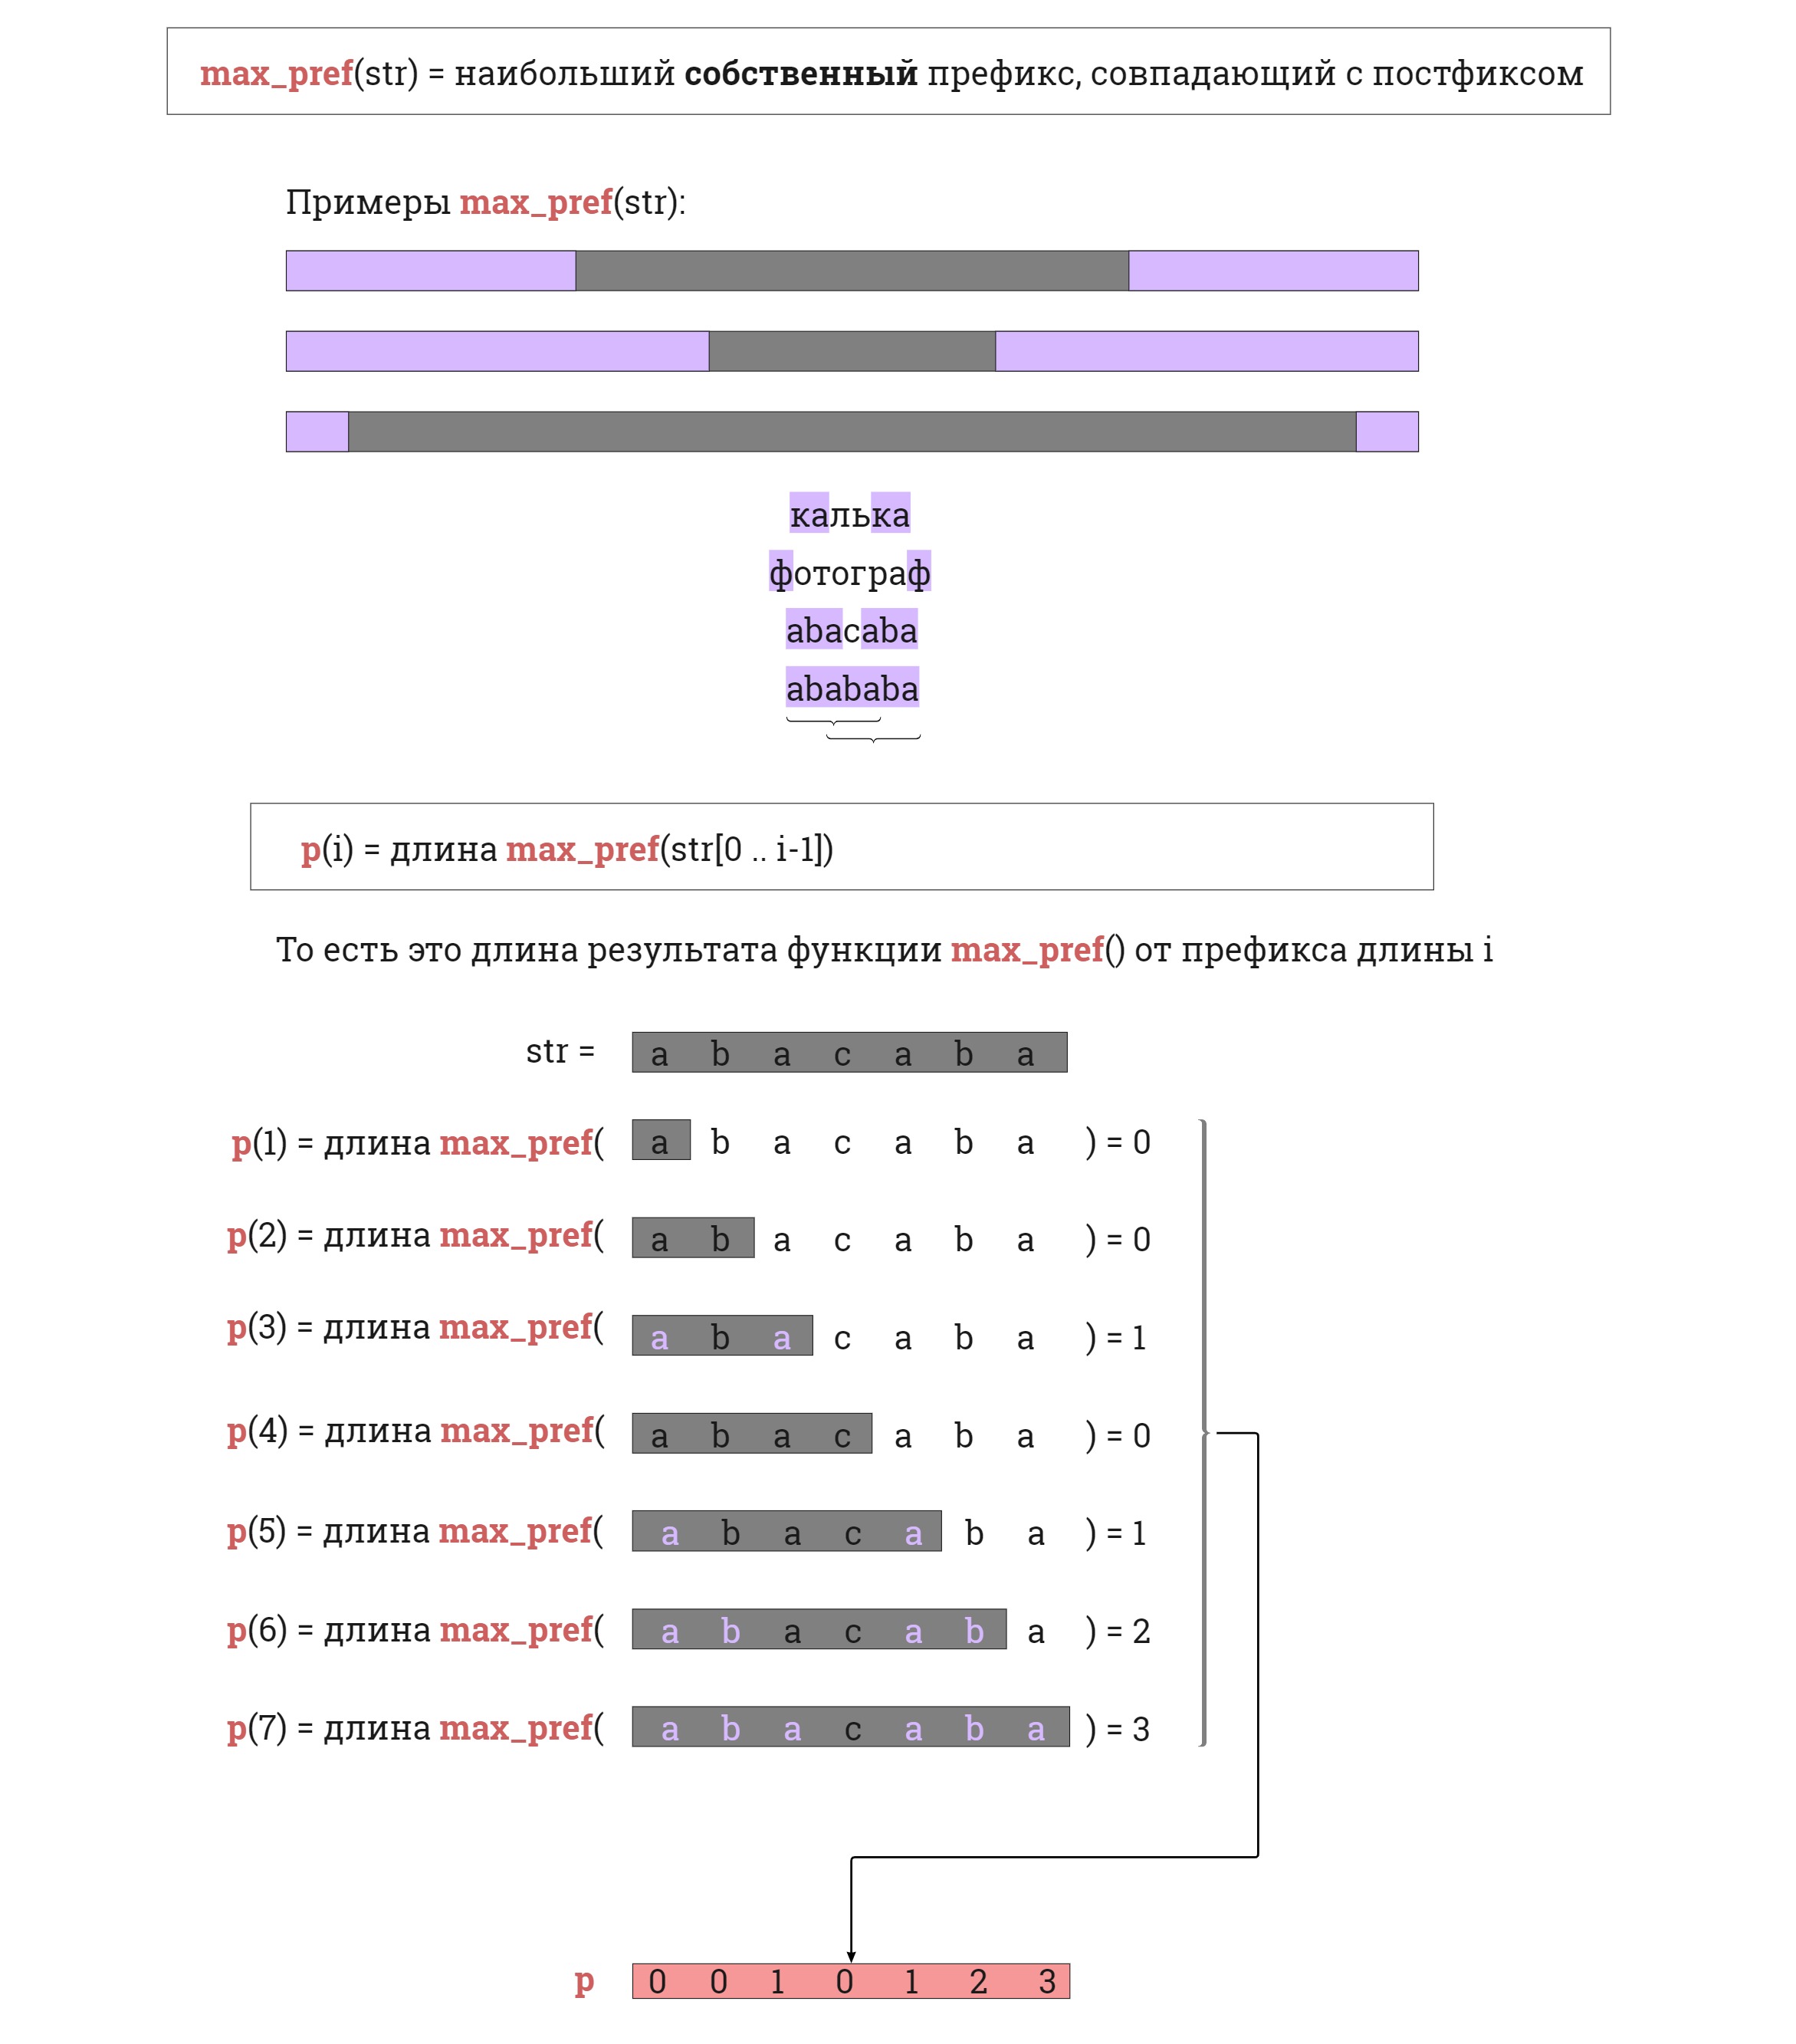 max_pref(str) = наибольший собственный префикс, совпадающий с постфиксом
Примеры max_pref(str):
калька
фотограф
abacaba
abababa
p(i) = длина max_pref(str[0 .. i-1])
То есть это длина результата функции max_pref() от префикса длины i
str = a b a c a b a
p(1) = длина max_pref( a b a c a b a ) = 0
p(2) = длина max_pref( a b a c a b a ) = 0
p(3) = длина max_pref( a b a c a b a ) = 1
p(4) = длина max_pref( a b a c a b a ) = 0
p(5) = длина max_pref( a b a c a b a ) = 1
p(6) = длина max_pref( a b a c a b a ) = 2
p(7) = длина max_pref( a b a c a b a ) = 3
p 0 0 1 0 1 2 3